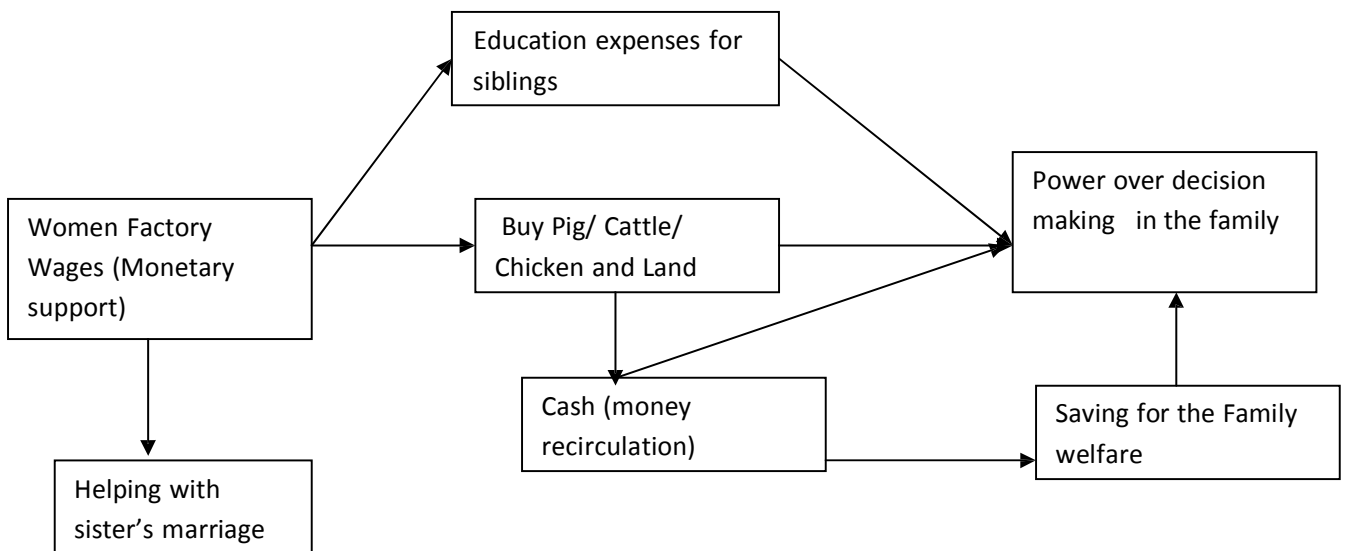 Education expenses for
siblings
Power over decision
making in the family
Women Factory
Wages (Monetary
support)
Buy Pig/ Cattle/
Chicken and Land
Cash (money
recirculation)
Saving for the Family
welfare
Helping with
sister’s marriage